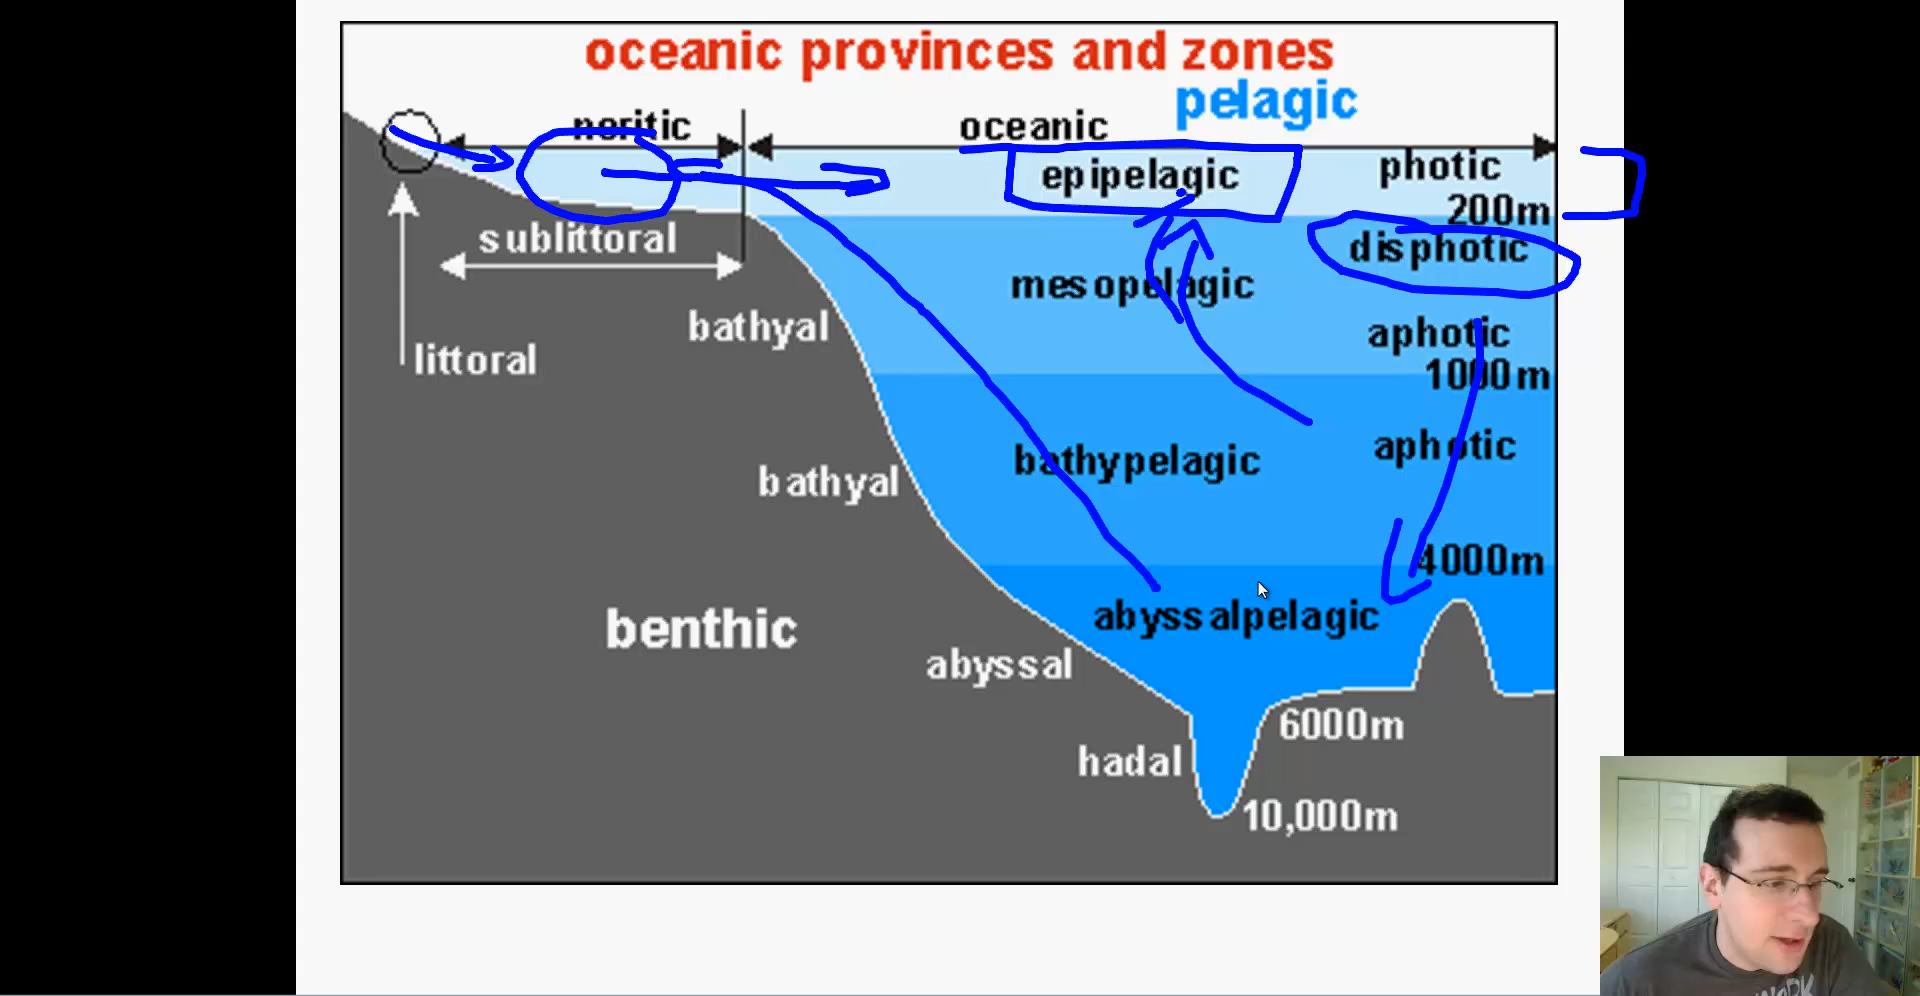 oceanic provinces and zones
pelagic
neritic
oceanic
epipelagic
photic
200m
sublittoral
disphotic
mesopelagic
bathyal
aphotic
littoral
1000m
aphotic
bathypelagic
bathyal
4000m
abyssalpelagic
benthic
abyssal
6000m
hadal
10,000m